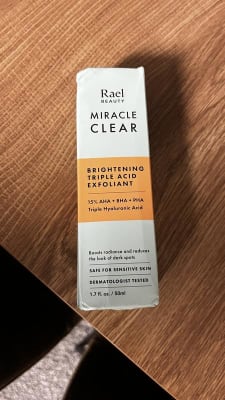 Rael
BEAUTY
MIRACLE
CLEAR
BRIGHTENING
TRIPLE ACID
EXFOLIANT
15% AHA + BHA + PHA
Triple Hyaluronic Acid
Boosts radiance and reduces
the look of dark spots
SAFE FOR SENSITIVE SKIN
DERMATOLOGIST TESTED
1.7 fl. oz. / 50ml